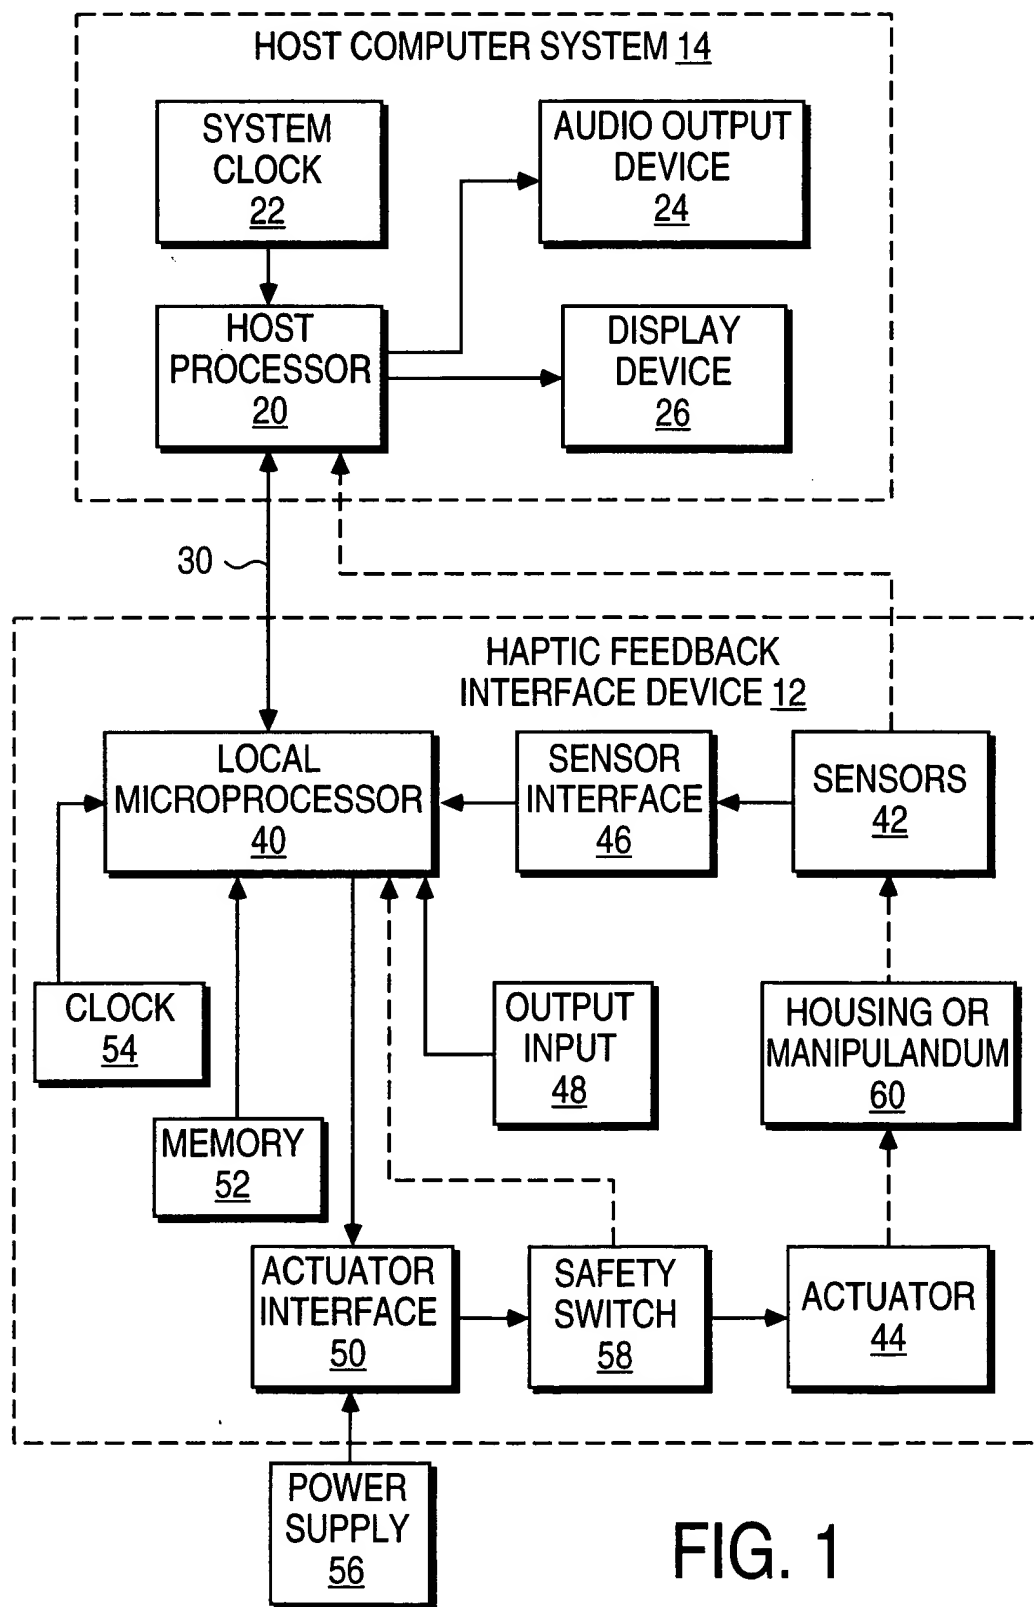 HOST COMPUTER SYSTEM 14
SYSTEM
CLOCK
22
AUDIO OUTPUT
DEVICE
24
HOST
PROCESSOR
20
DISPLAY
DEVICE
26
30
HAPTIC FEEDBACK
INTERFACE DEVICE 12
LOCAL
MICROPROCESSOR
40
SENSOR
INTERFACE
46
SENSORS
42
CLOCK
54
OUTPUT
INPUT
48
HOUSING OR
MANIPULANDUM
60
MEMORY
52
ACTUATOR
INTERFACE
50
SAFETY
SWITCH
58
ACTUATOR
44
POWER
SUPPLY
56
FIG. 1